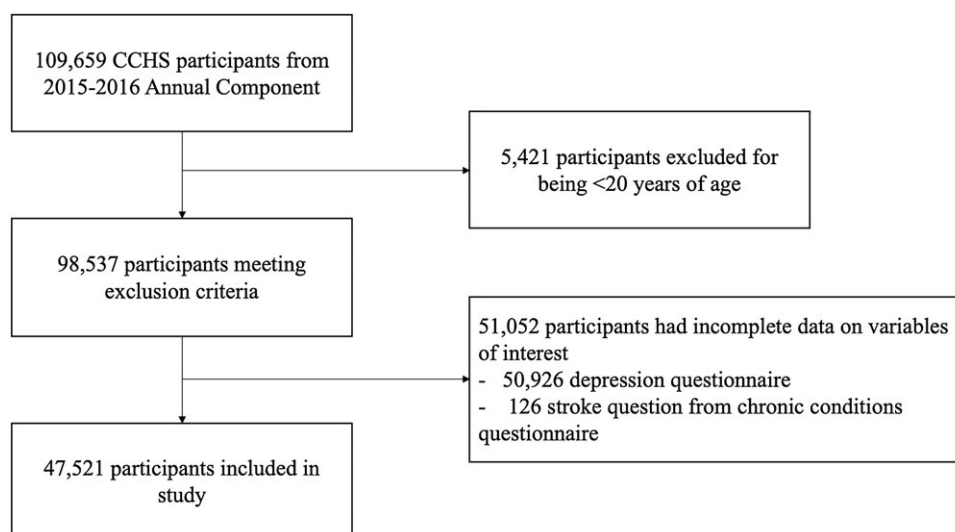 109,659 CCHS participants from
2015-2016 Annual Component
5,421 participants excluded for
being <20 years of age
98,537 participants meeting
exclusion criteria
51,052 participants had incomplete data on variables
of interest
- 50,926 depression questionnaire
- 126 stroke question from chronic conditions
questionnaire
47,521 participants included in
study